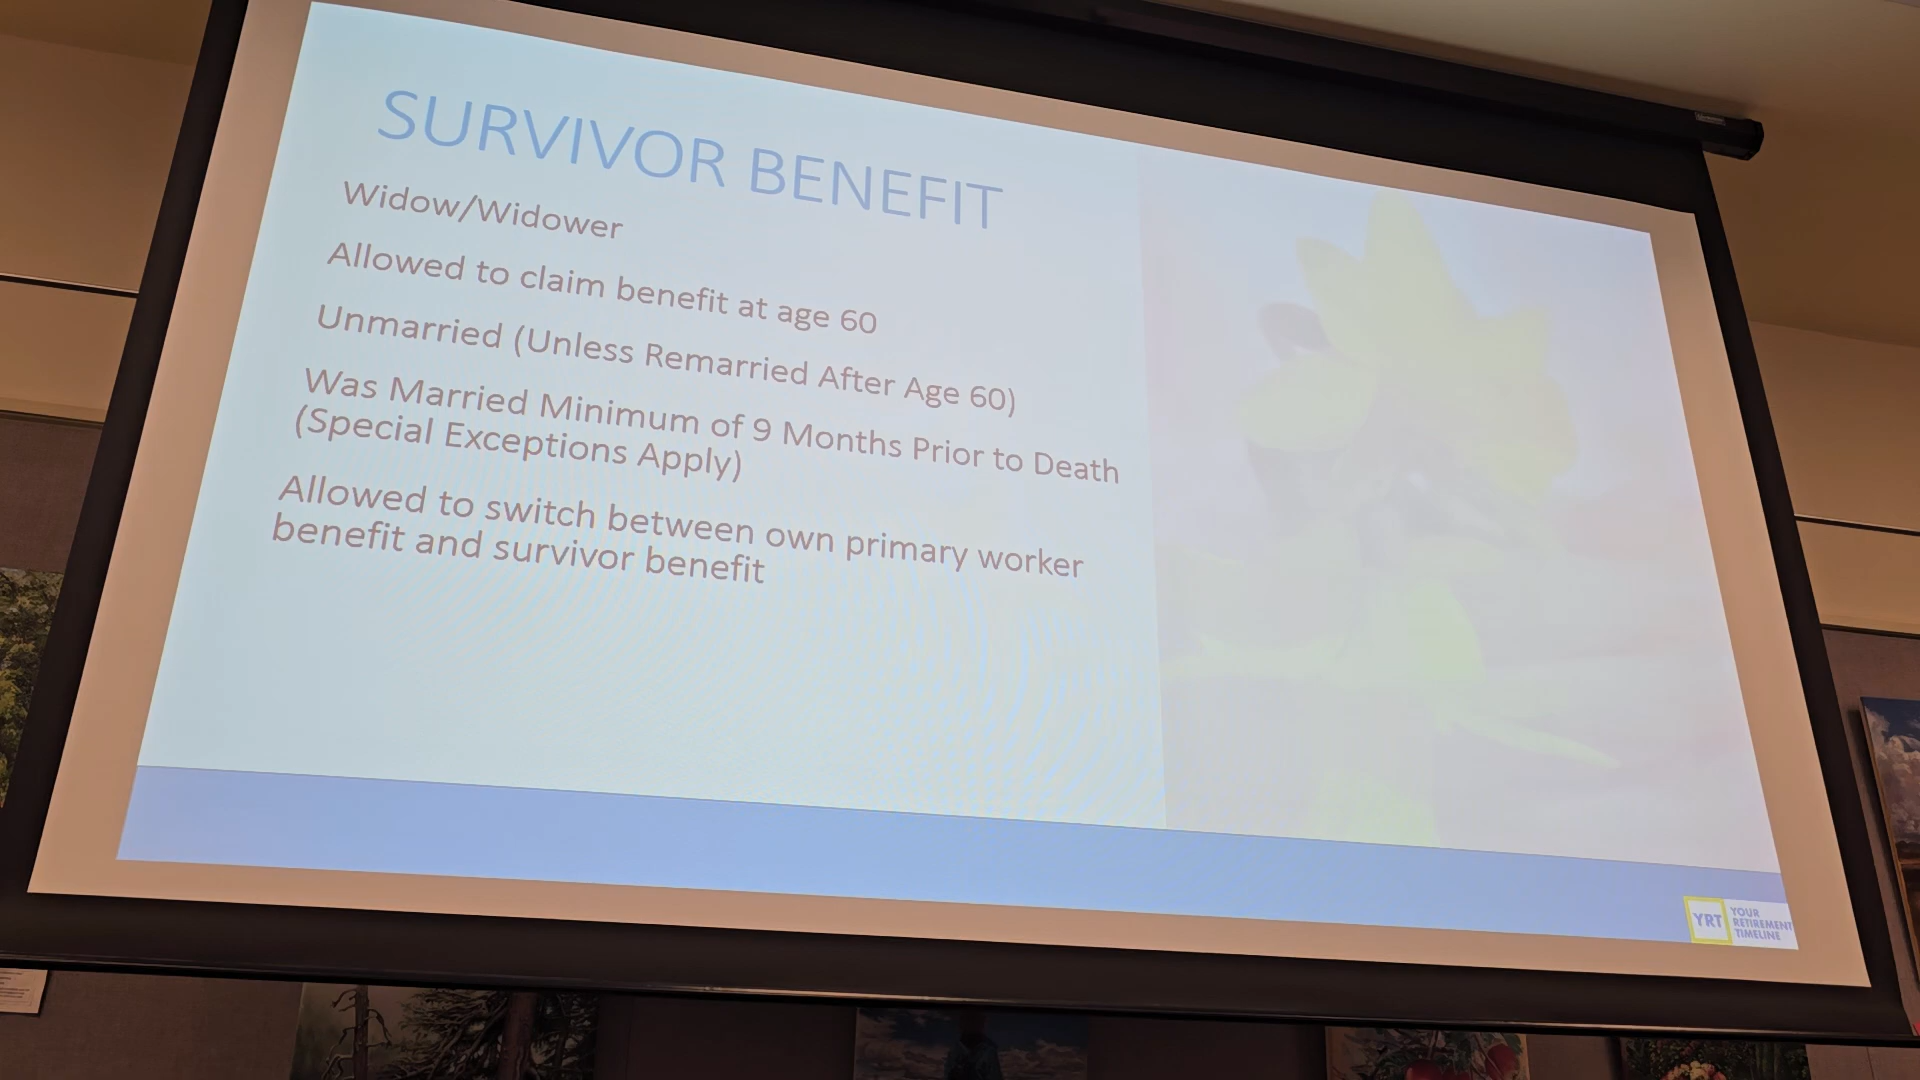 SURVIVOR BENEFIT
Widow/Widower
Allowed to claim benefit at age 60
Unmarried (Unless Remarried After Age 60)
Was Married Minimum of 9 Months Prior to Death
(Special Exceptions Apply)
Allowed to switch between own primary worker
benefit and survivor benefit
YRT
YOUR
RETIREMENT
TIMELINE